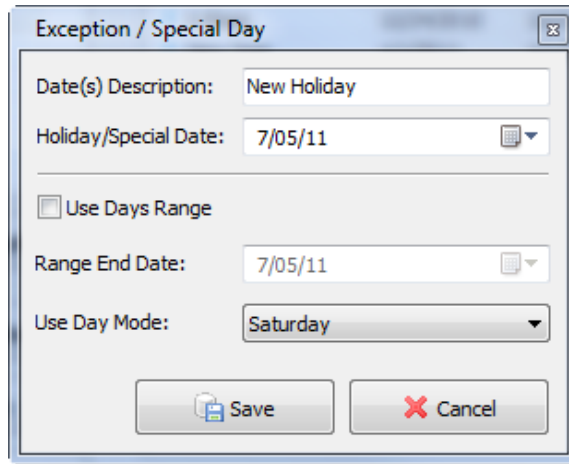 Exception / Special Day
Date(s) Description: New Holiday
Holiday/Special Date: 7/05/11
Use Days Range
Range End Date: 7/05/11
Use Day Mode: Saturday
Save Cancel